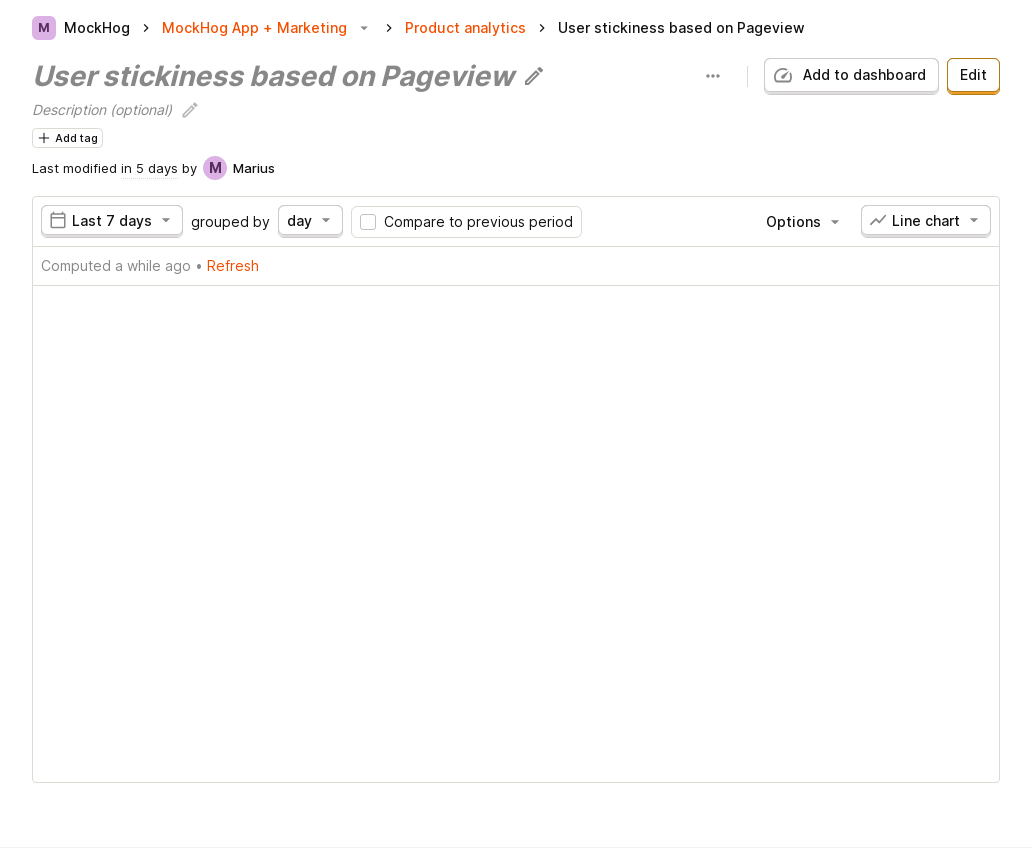 M MockHog MockHog App + Marketing Product analytics User stickiness based on Pageview
User stickiness based on Pageview Add to dashboard Edit
Description (optional)
Add tag
Last modified in 5 days by M Marius
Last 7 days grouped by day Compare to previous period Options Line chart
Computed a while ago • Refresh